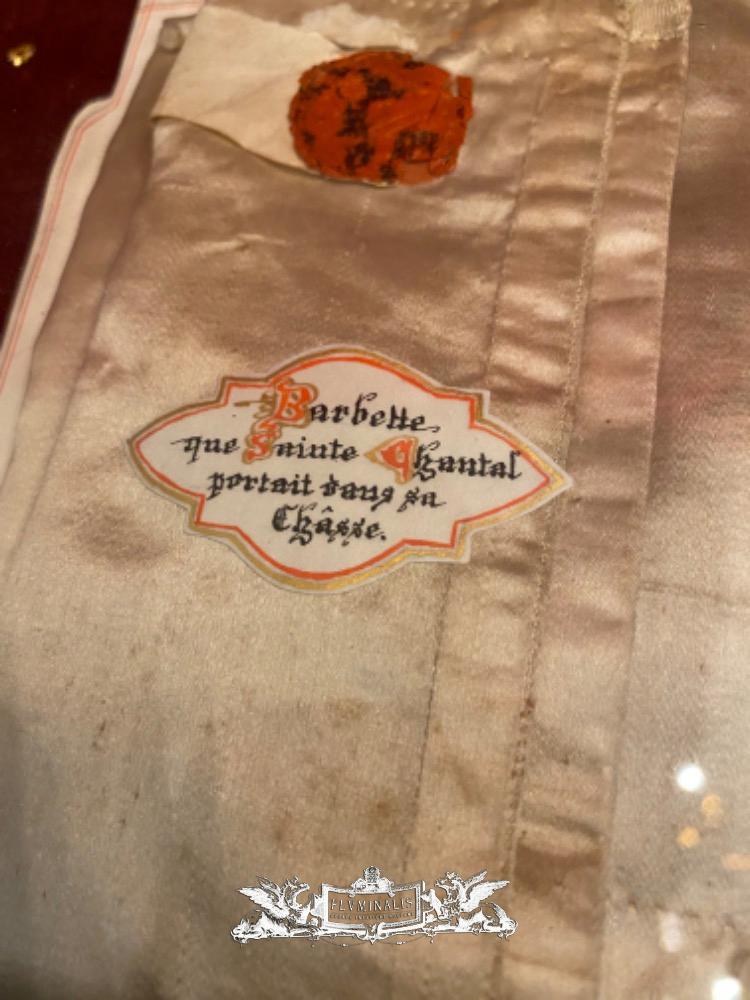 Barbette
que Sainte Chantal
portait dans sa
Châsse.
FLVMINALIS